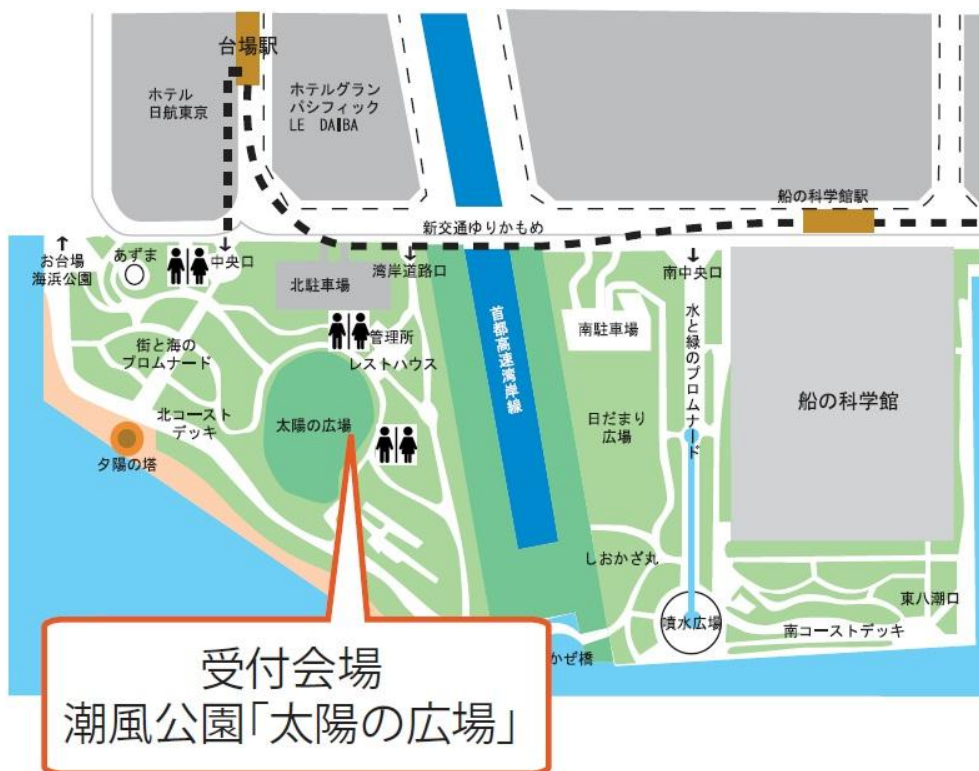 台場駅
ホテル
日航東京
ホテルグラン
パシフィック
LE DAIBA
船の科学館駅
新交通ゆりかもめ
↑
お台場
海浜公園
あずま
↓
中央口
北駐車場
↓
湾岸道路口
↓
南中央口
管理所
レストハウス
街と海の
プロムナード
北コースト
デッキ
夕陽の塔
太陽の広場
首都高速湾岸線
南駐車場
水と緑のプロムナード
日だまり
広場
船の科学館
しおかざ丸
噴水広場
東八潮口
南コーストデッキ
かぜ橋
受付会場
潮風公園「太陽の広場」